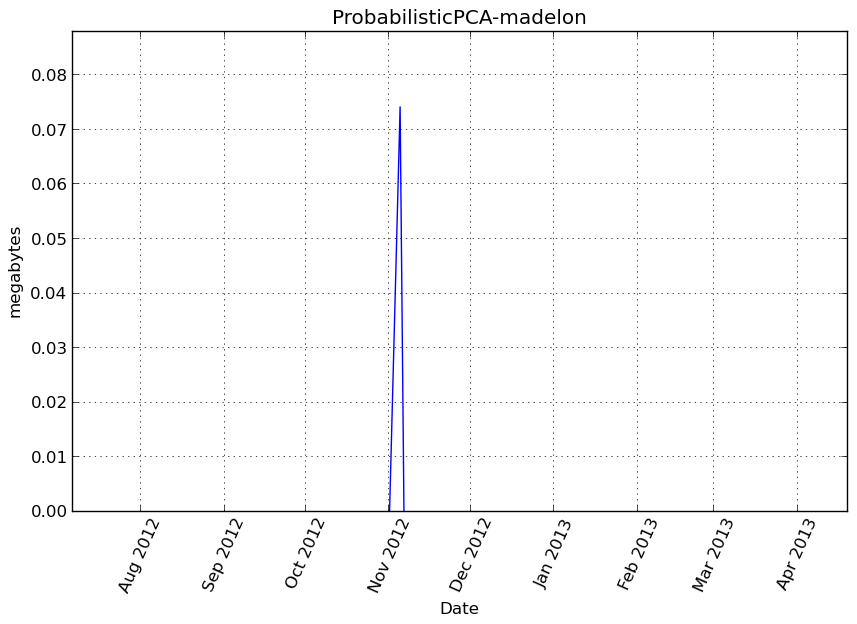 ProbabilisticPCA-madelon
0.08
0.07
0.06
0.05
0.04
0.03
0.02
0.01
0.00
megabytes
Aug 2012
Sep 2012
Oct 2012
Nov 2012
Dec 2012
Jan 2013
Feb 2013
Mar 2013
Apr 2013
Date